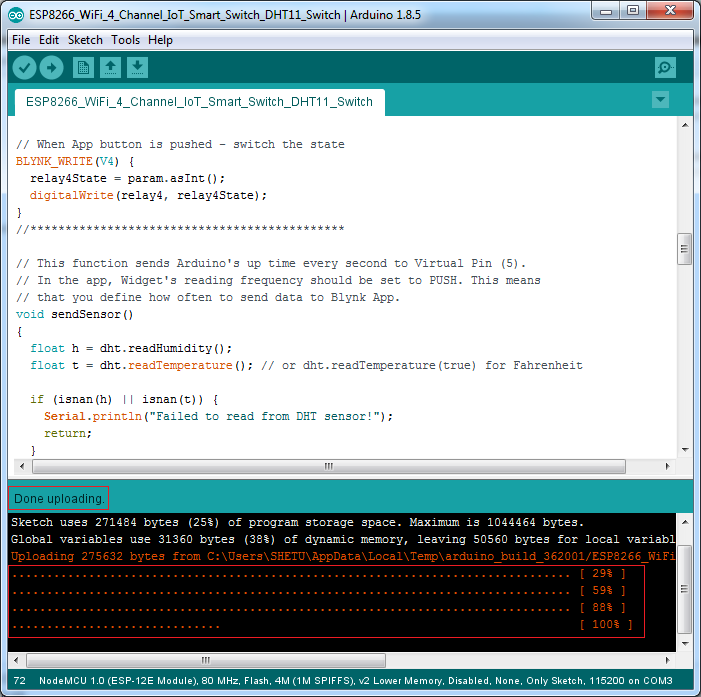 ESP8266_WiFi_4_Channel_IoT_Smart_Switch_DHT11_Switch | Arduino 1.8.5
File Edit Sketch Tools Help
ESP8266_WiFi_4_Channel_IoT_Smart_Switch_DHT11_Switch
// When App button is pushed - switch the state
BLYNK_WRITE(V4) {
  relay4State = param.asInt();
  digitalWrite(relay4, relay4State);
}
//*********************************************
// This function sends Arduino's up time every second to Virtual Pin (5).
// In the app, Widget's reading frequency should be set to PUSH. This means
// that you define how often to send data to Blynk App.
void sendSensor()
{
  float h = dht.readHumidity();
  float t = dht.readTemperature(); // or dht.readTemperature(true) for Fahrenheit
  if (isnan(h) || isnan(t)) {
    Serial.println("Failed to read from DHT sensor!");
    return;
  }
Done uploading.
Sketch uses 271484 bytes (25%) of program storage space. Maximum is 1044464 bytes.
Global variables use 31360 bytes (38%) of dynamic memory, leaving 50560 bytes for local variabl
Uploading 275632 bytes from C:\Users\SHETU\AppData\Local\Temp\arduino_build_362001/ESP8266_WiFi
................................................................................ [ 29% ]
................................................................................ [ 59% ]
................................................................................ [ 88% ]
.............................. [ 100% ]
72 NodeMCU 1.0 (ESP-12E Module), 80 MHz, Flash, 4M (1M SPIFFS), v2 Lower Memory, Disabled, None, Only Sketch, 115200 on COM3